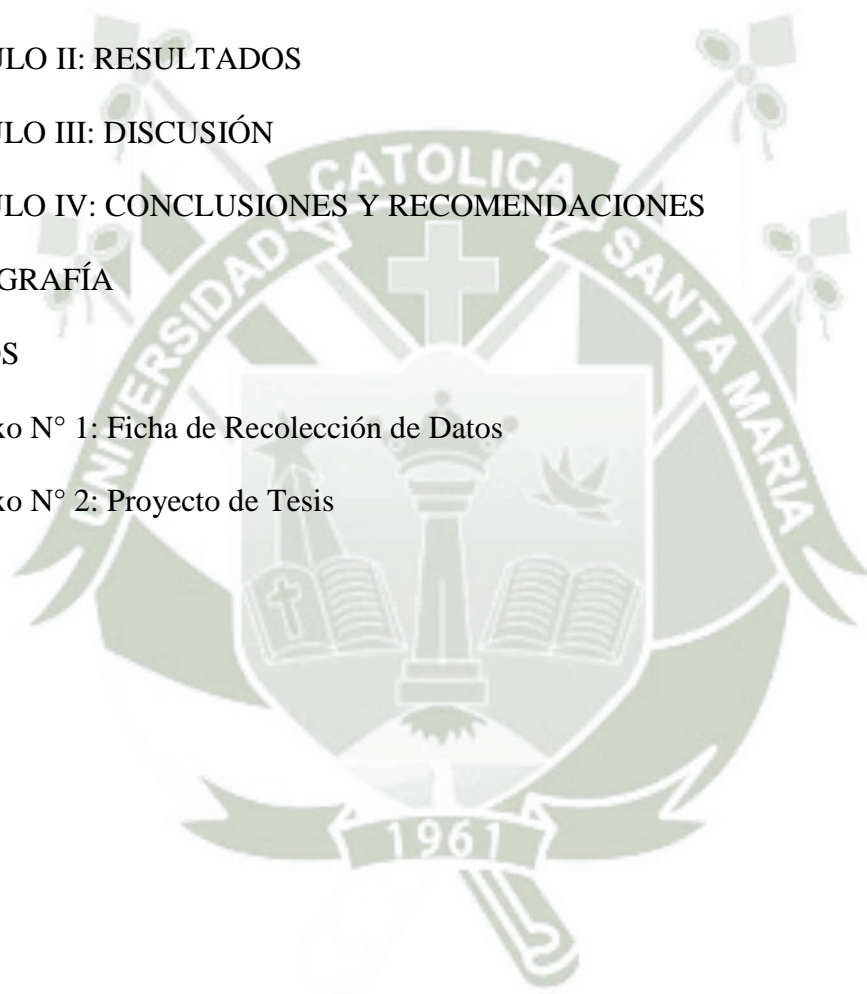 ULO II: RESULTADOS
ULO III: DISCUSIÓN
CATOLICA
ULO IV: CONCLUSIONES Y RECOMENDACIONES
UNIVERSIDAD
SANTA MARIA
GRAFÍA
OS
xo N° 1: Ficha de Recolección de Datos
xo N° 2: Proyecto de Tesis
1961